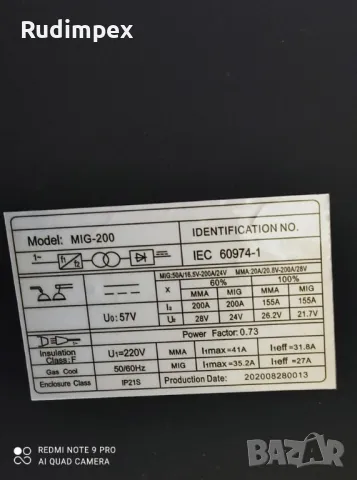 Rudimpex
Model: MIG-200
IDENTIFICATION NO.
IEC 60974-1
1~ f1 f2
MIG:50A/16.5V-200A/24V MMA:20A/20.8V-200A/28V
X 60% 100%
MMA MIG MMA MIG
I2 200A 200A 155A 155A
U0: 57V
U2 28V 24V 26.2V 21.7V
Power Factor:0.73
Insulation Class: F
U1=220V MMA I1max=41A I1eff=31.8A
Gas Cool 50/60Hz MIG I1max=35.2A I1eff=27A
Enclosure Class IP21S Production Date: 202008280013
REDMI NOTE 9 PRO
AI QUAD CAMERA
bazar